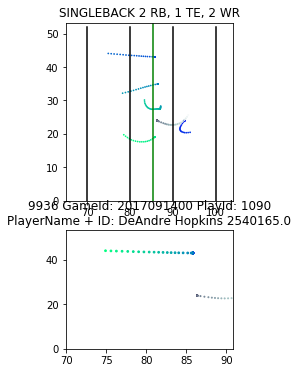 SINGLEBACK 2 RB, 1 TE, 2 WR
50
40
30
20
10
0
70 80 90 100
9930 GameId: 2017091400 PlayId: 1090
PlayerName + ID: DeAndre Hopkins 2540165.0
40
20
0
70 75 80 85 90